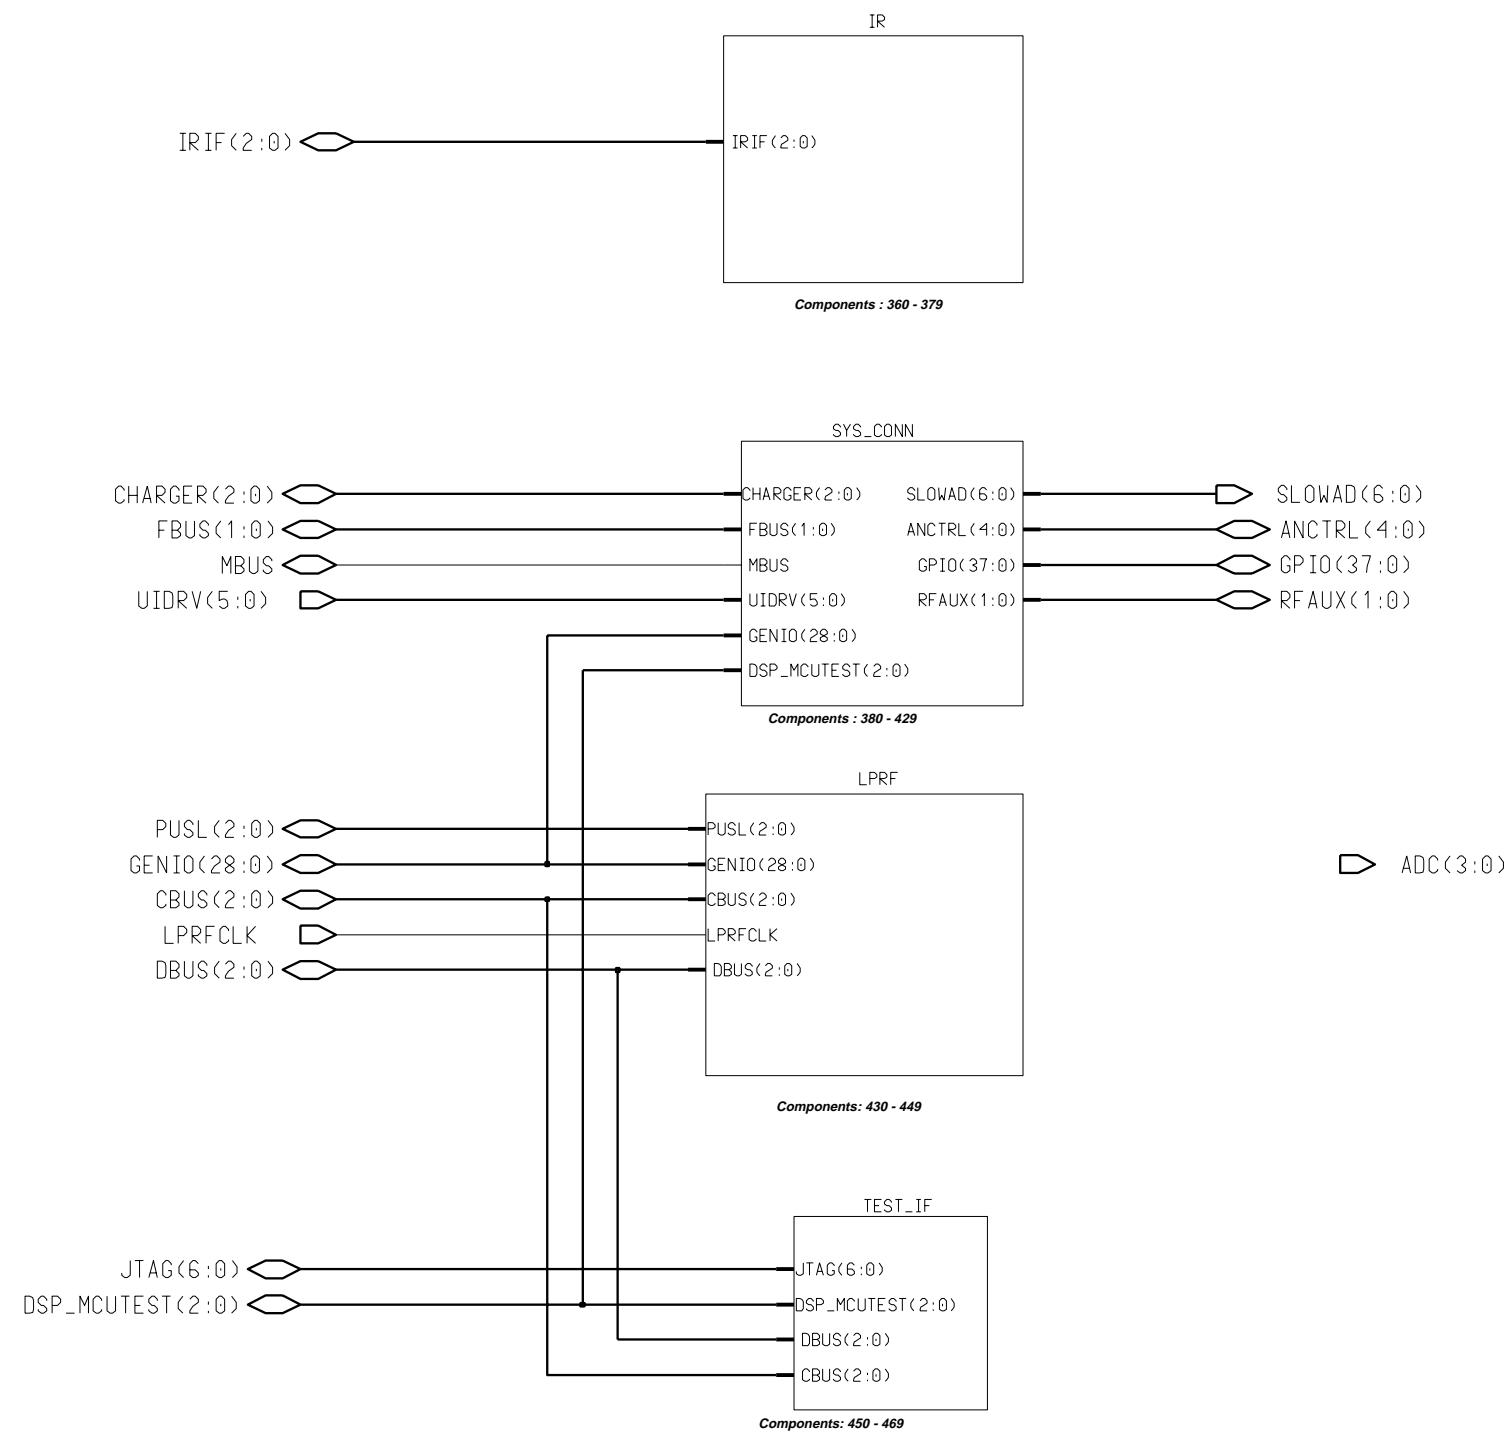 IR
IRIF(2:0) IRIF(2:0)
Components : 360 - 379
SYS_CONN
CHARGER(2:0) CHARGER(2:0) SLOWAD(6:0) SLOWAD(6:0)
FBUS(1:0) FBUS(1:0) ANCTRL(4:0) ANCTRL(4:0)
MBUS MBUS GPIO(37:0) GPIO(37:0)
UIDRV(5:0) UIDRV(5:0) RFAUX(1:0) RFAUX(1:0)
GENIO(28:0)
DSP_MCUTEST(2:0)
Components : 380 - 429
LPRF
PUSL(2:0) PUSL(2:0)
GENIO(28:0) GENIO(28:0) ADC(3:0)
CBUS(2:0) CBUS(2:0)
LPRFCLK LPRFCLK
DBUS(2:0) DBUS(2:0)
Components: 430 - 449
TEST_IF
JTAG(6:0) JTAG(6:0)
DSP_MCUTEST(2:0) DSP_MCUTEST(2:0)
DBUS(2:0)
CBUS(2:0)
Components: 450 - 469